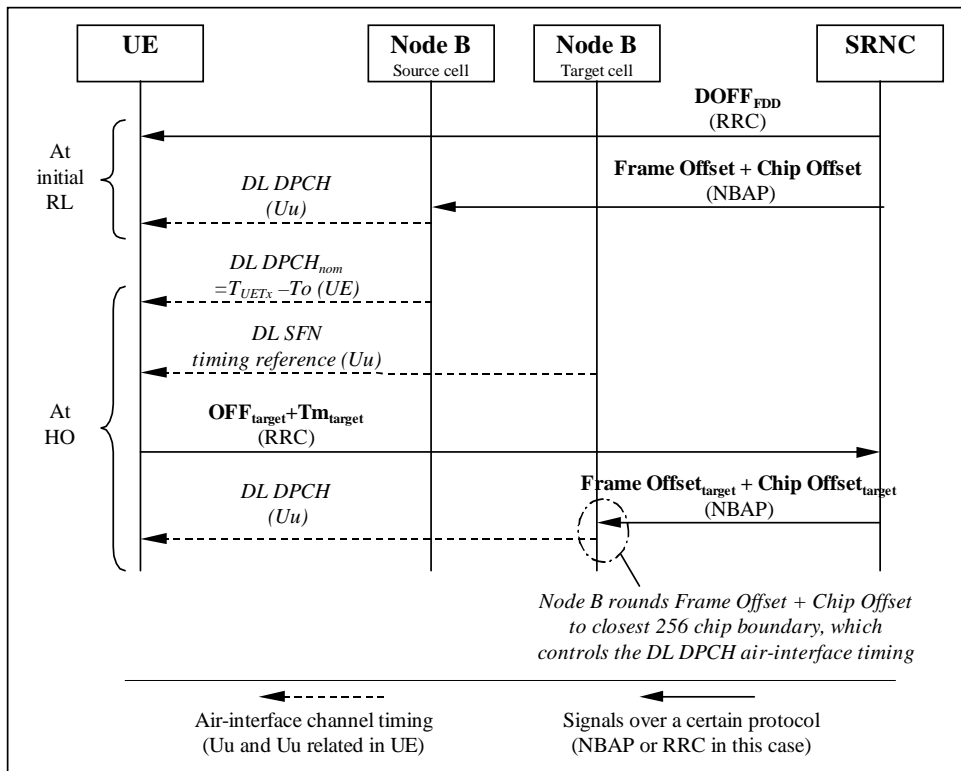 UE
Node B
Source cell
Node B
Target cell
SRNC
DOFF_FDD
(RRC)
At
initial
RL
Frame Offset + Chip Offset
(NBAP)
DL DPCH
(Uu)
DL DPCH_nom
=T_UETx –To (UE)
DL SFN
timing reference (Uu)
At
HO
OFF_target+Tm_target
(RRC)
Frame Offset_target + Chip Offset_target
(NBAP)
DL DPCH
(Uu)
Node B rounds Frame Offset + Chip Offset
to closest 256 chip boundary, which
controls the DL DPCH air-interface timing
Air-interface channel timing
(Uu and Uu related in UE)
Signals over a certain protocol
(NBAP or RRC in this case)